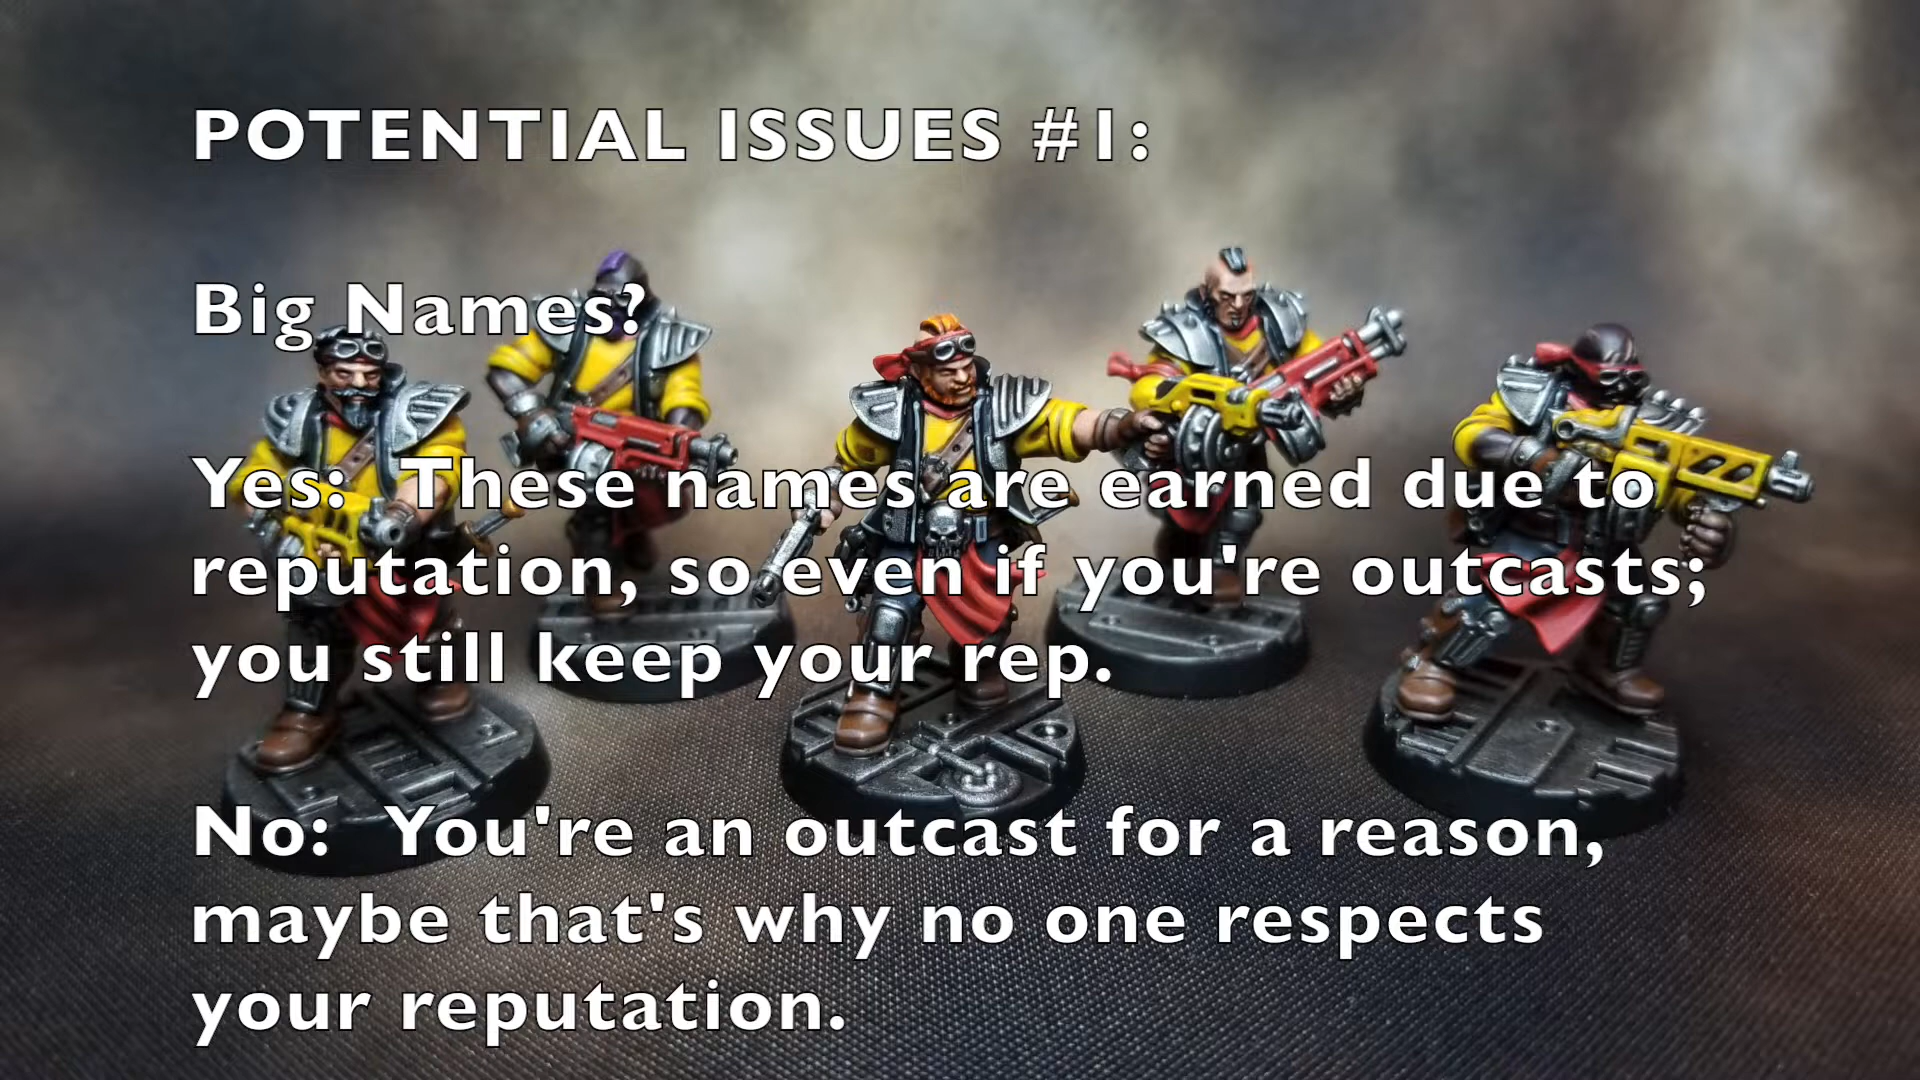 POTENTIAL ISSUES #1:
Big Names?
Yes: These names are earned due to
reputation, so even if you're outcasts;
you still keep your rep.
No: You're an outcast for a reason,
maybe that's why no one respects
your reputation.